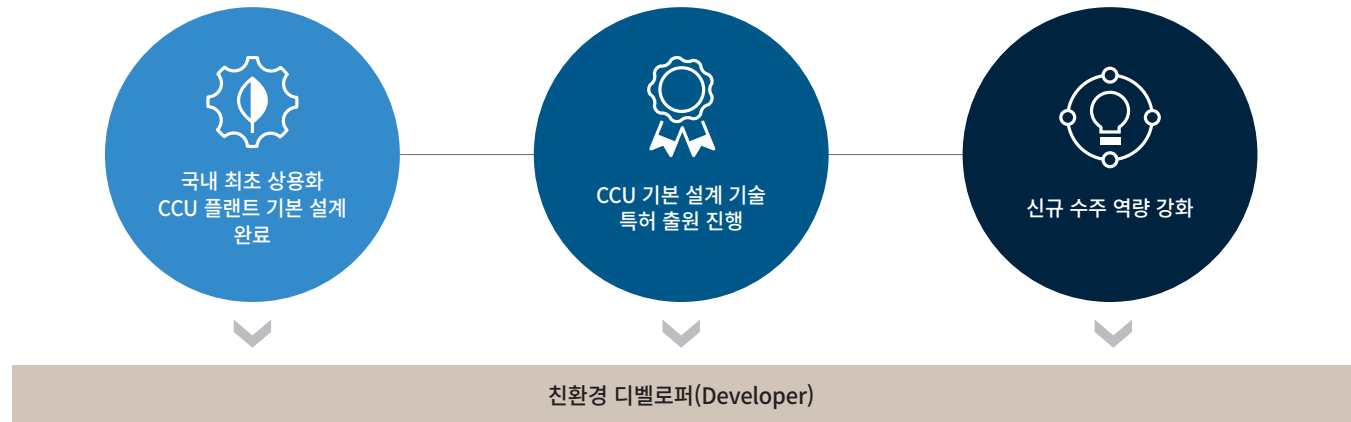 국내 최초 상용화
CCU 플랜트 기본 설계
완료
CCU 기본 설계 기술
특허 출원 진행
신규 수주 역량 강화
친환경 디벨로퍼(Developer)